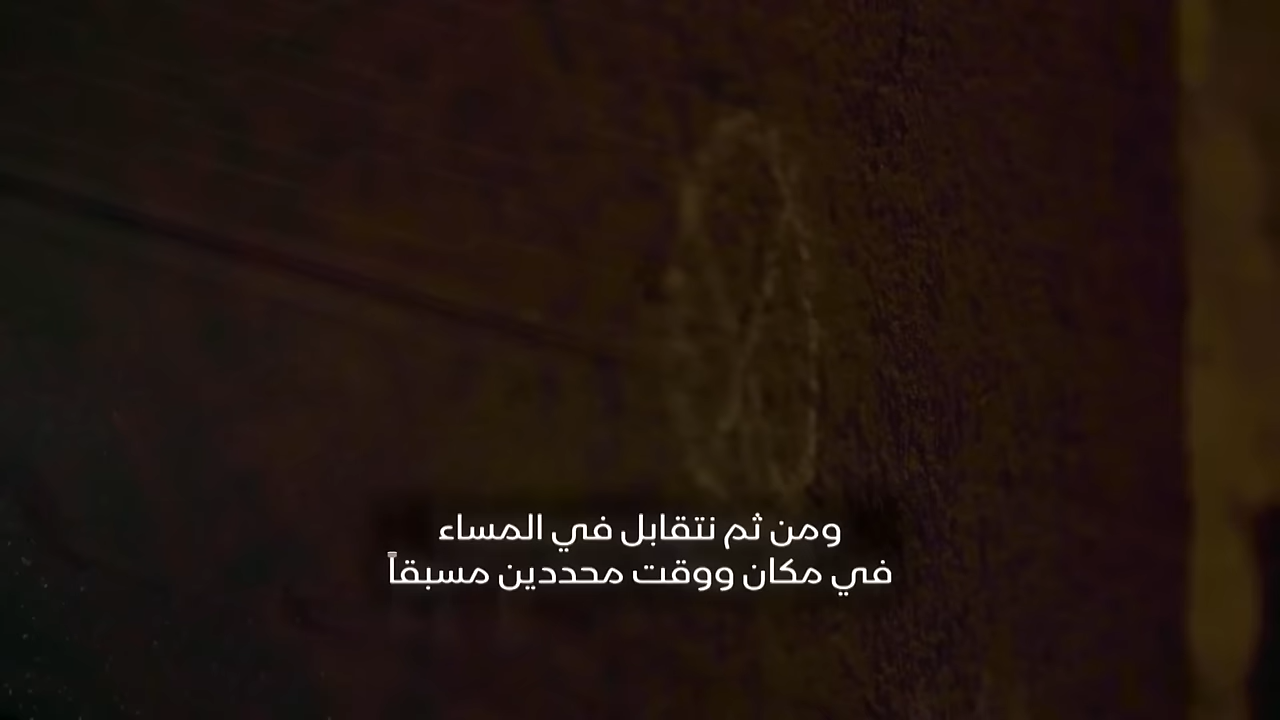 ومن ثم نتقابل في المساء
في مكان ووقت محددين مسبقاً